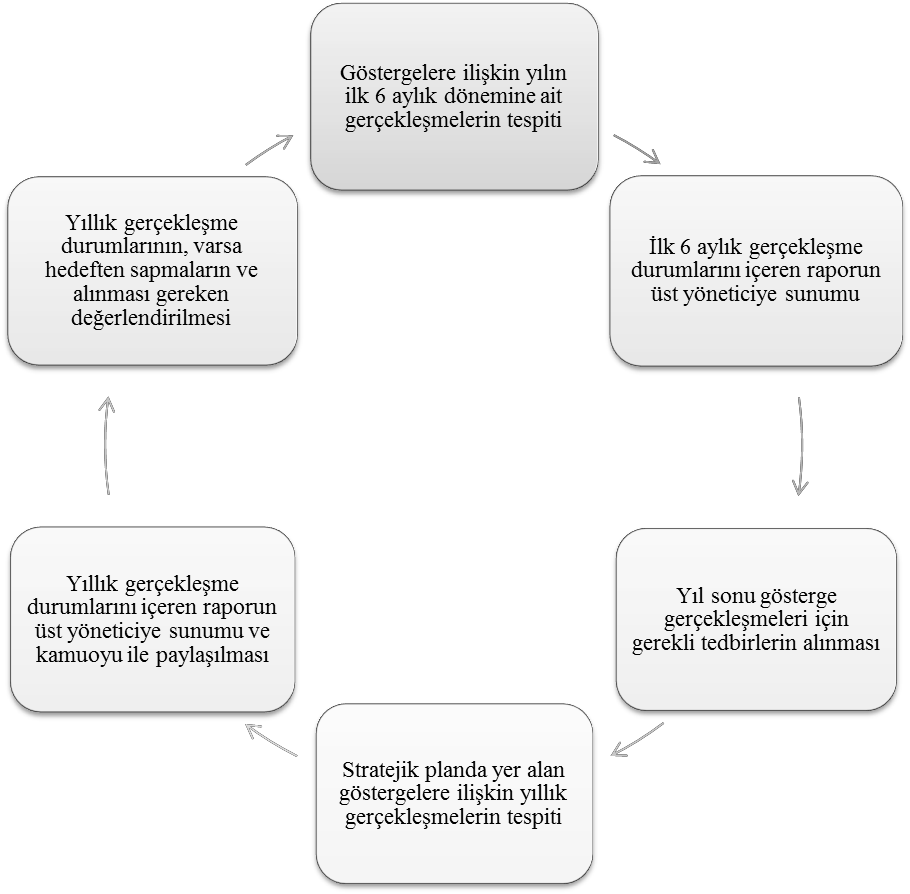 Göstergelere ilişkin yılın
ilk 6 aylık dönemine ait
gerçekleşmelerin tespiti
İlk 6 aylık gerçekleşme
durumlarını içeren raporun
üst yöneticiye sunumu
Yıl sonu gösterge
gerçekleşmeleri için
gerekli tedbirlerin alınması
Stratejik planda yer alan
göstergelere ilişkin yıllık
gerçekleşmelerin tespiti
Yıllık gerçekleşme
durumlarını içeren raporun
üst yöneticiye sunumu ve
kamuoyu ile paylaşılması
Yıllık gerçekleşme
durumlarının, varsa
hedeften sapmaların ve
alınması gereken
değerlendirilmesi